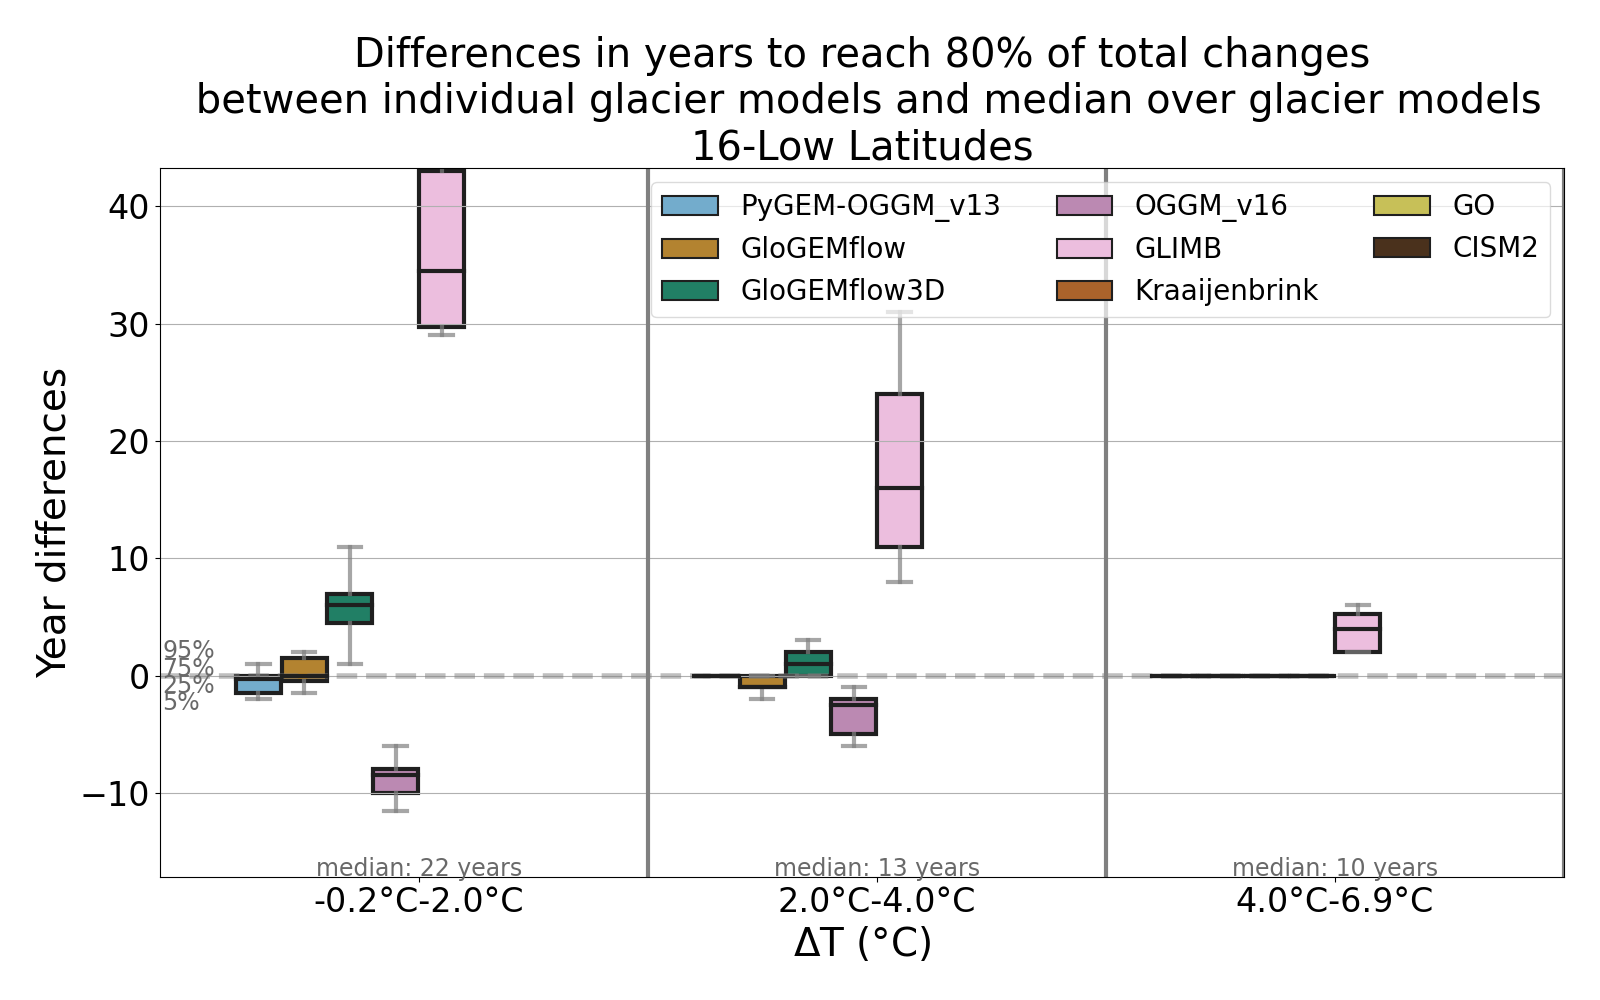 Differences in years to reach 80% of total changes
between individual glacier models and median over glacier models
16-Low Latitudes
Year differences
40
30
20
10
0
−10
PyGEM-OGGM_v13
GloGEMflow
GloGEMflow3D
OGGM_v16
GLIMB
Kraaijenbrink
GO
CISM2
95%
75%
25%
5%
median: 22 years
median: 13 years
median: 10 years
-0.2°C-2.0°C
2.0°C-4.0°C
4.0°C-6.9°C
ΔT (°C)